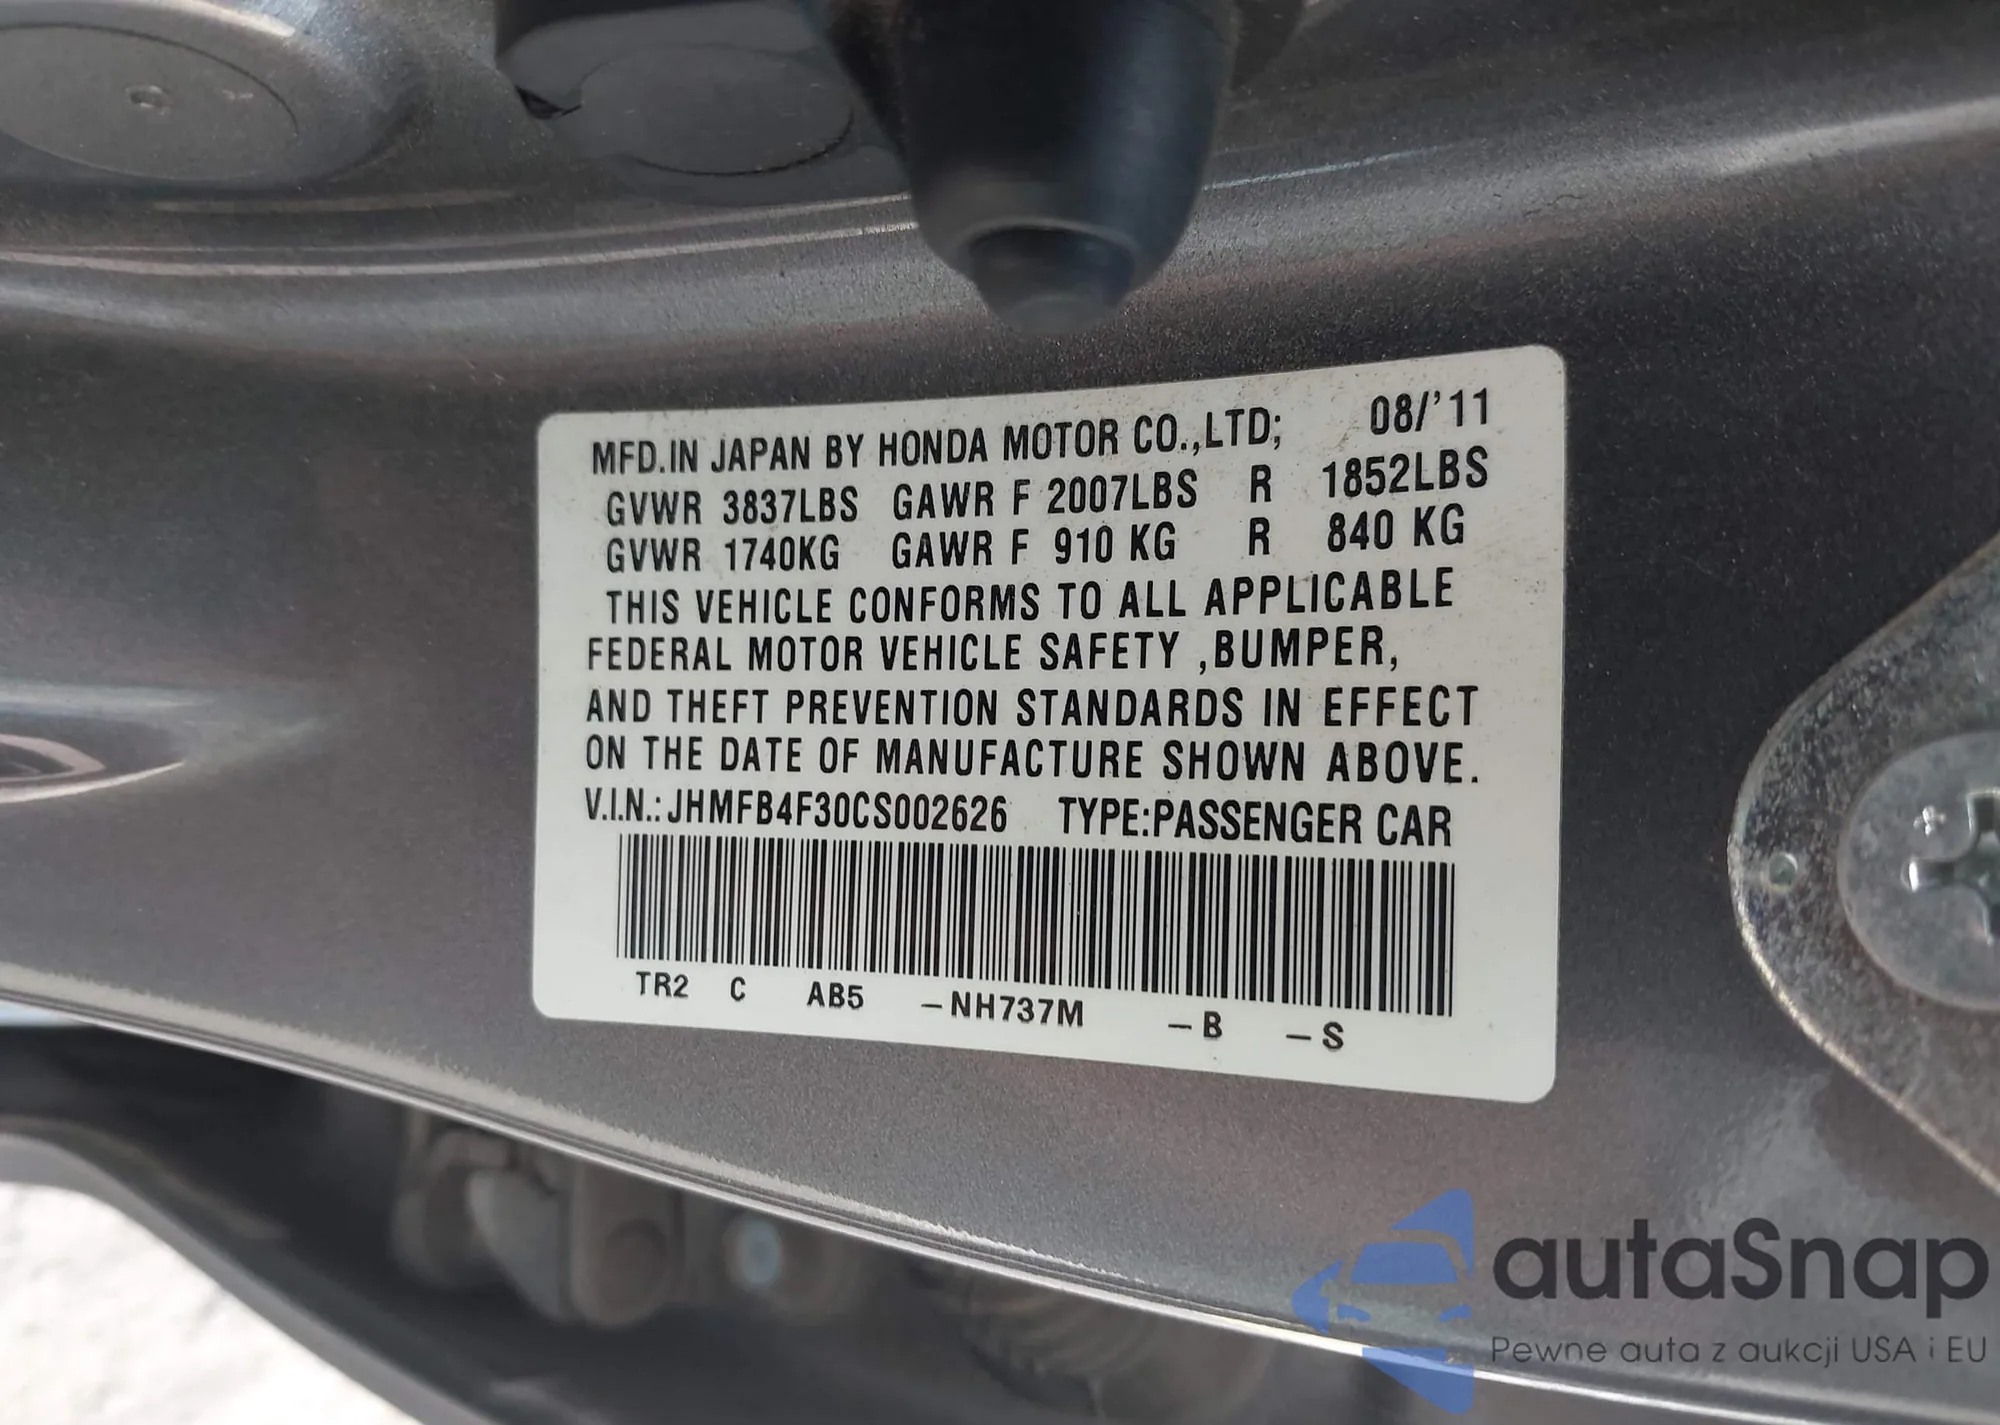 MFD.IN JAPAN BY HONDA MOTOR CO.,LTD; 08/'11
GVWR 3837LBS GAWR F 2007LBS R 1852LBS
GVWR 1740KG GAWR F 910 KG R 840 KG
THIS VEHICLE CONFORMS TO ALL APPLICABLE
FEDERAL MOTOR VEHICLE SAFETY ,BUMPER,
AND THEFT PREVENTION STANDARDS IN EFFECT
ON THE DATE OF MANUFACTURE SHOWN ABOVE.
V.I.N.: JHMFB4F30CS002626 TYPE:PASSENGER CAR
TR2 C AB5 –NH737M –B –S
autaSnap
Pewne auta z aukcji USA i EU